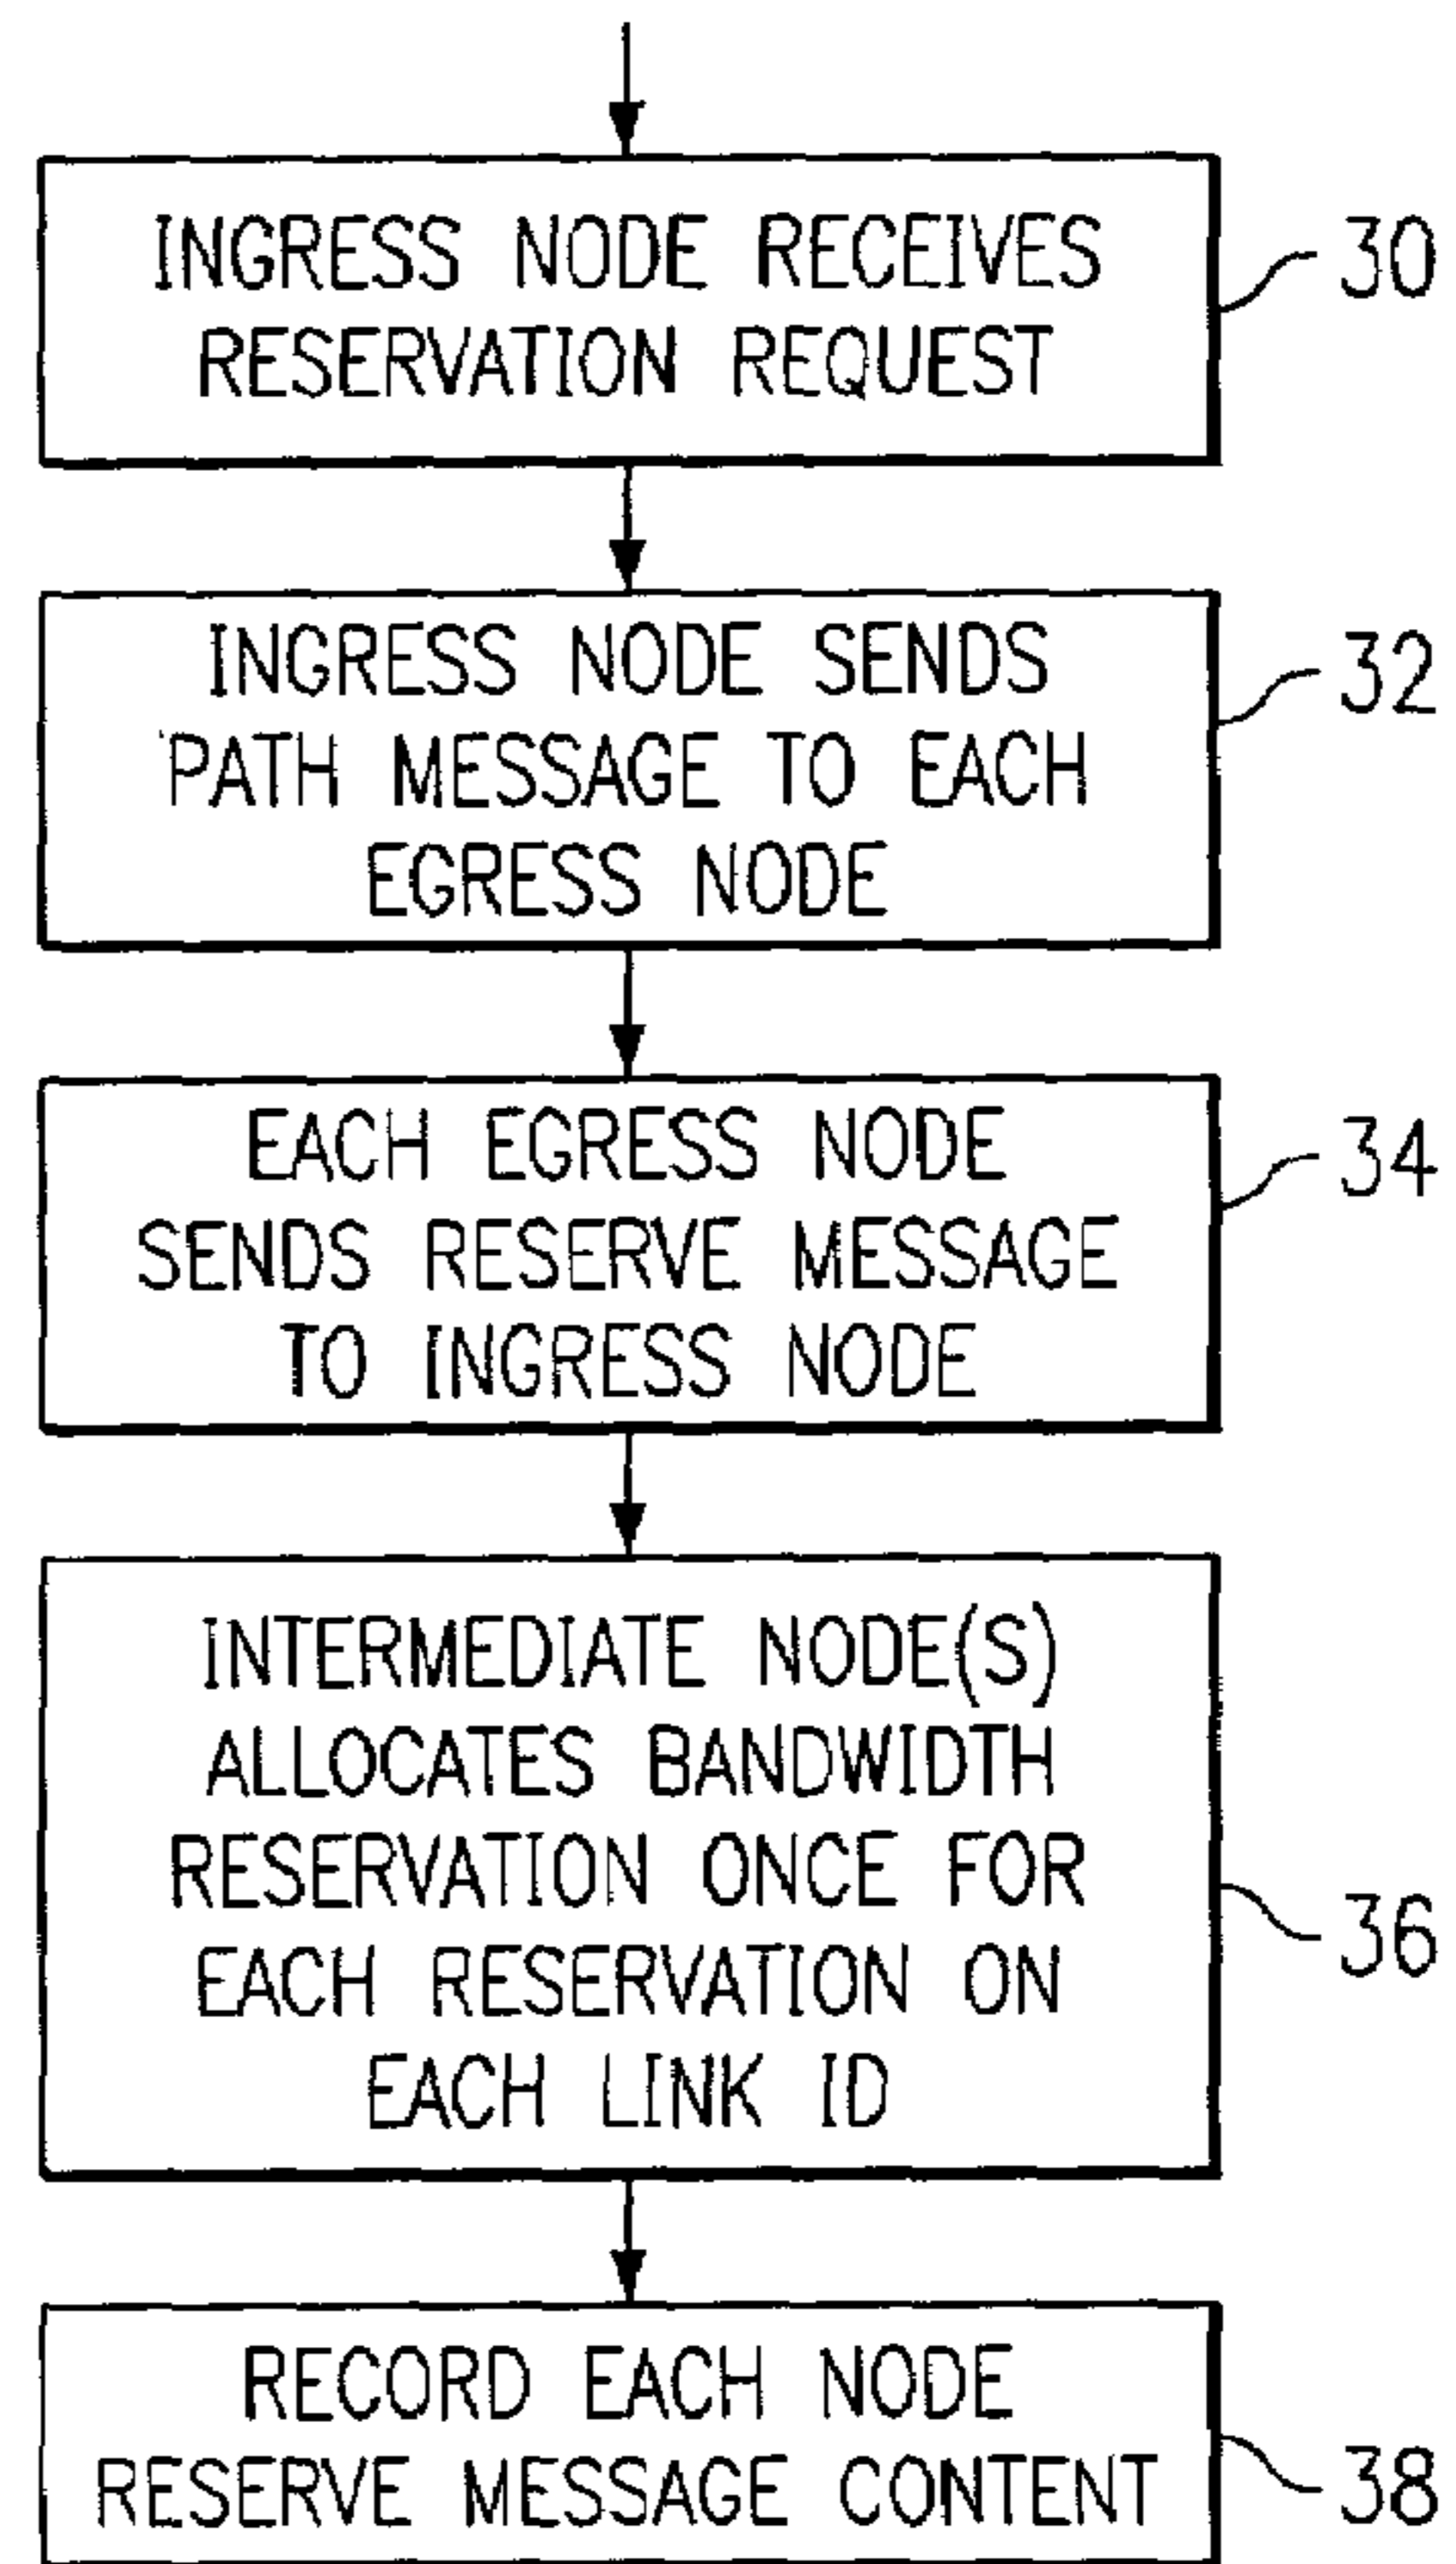 INGRESS NODE RECEIVES
RESERVATION REQUEST
30
INGRESS NODE SENDS
PATH MESSAGE TO EACH
EGRESS NODE
32
EACH EGRESS NODE
SENDS RESERVE MESSAGE
TO INGRESS NODE
34
INTERMEDIATE NODE(S)
ALLOCATES BANDWIDTH
RESERVATION ONCE FOR
EACH RESERVATION ON
EACH LINK ID
36
RECORD EACH NODE
RESERVE MESSAGE CONTENT
38